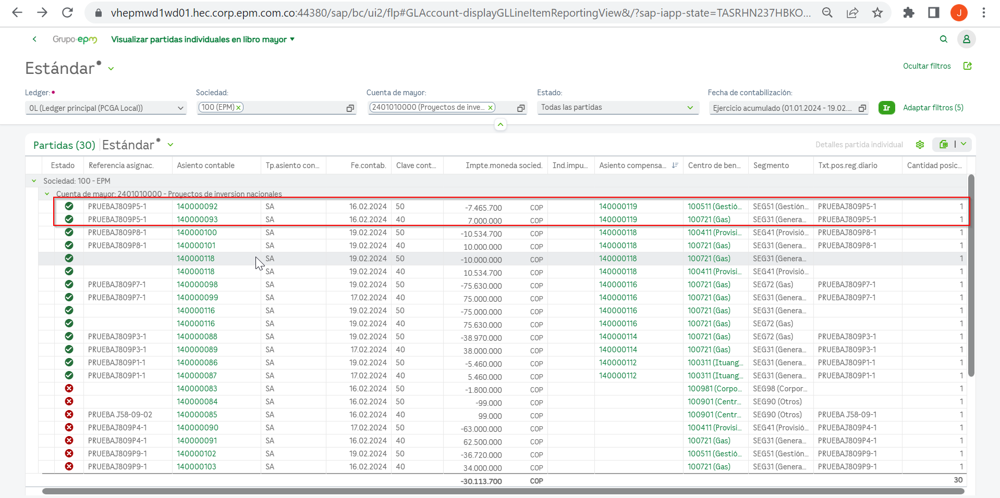 vhepmwd1wd01.hec.corp.epm.com.co:44380/sap/bc/ui2/flp#GLAccount-displayGLLineItemReportingView&/?sap-iapp-state=TASRHN237HBKO... J
Grupo·epm Visualizar partidas individuales en libro mayor
Estándar* Ocultar filtros
Ledger: Sociedad: Cuenta de mayor: Estado: Fecha de contabilización:
0L (Ledger principal (PCGA Local)) 100 (EPM) 2401010000 (Proyectos de inve... Todas las partidas Ejercicio acumulado (01.01.2024 - 19.02.... Ir Adaptar filtros (5)
Partidas (30) Estándar* Detalles partida individual
Estado Referencia asignac. Asiento contable Tp.asiento con... Fe.contab. Clave cont... Impte.moneda socied. Ind.impu... Asiento compensa... Centro de ben... Segmento Txt.pos.reg.diario Cantidad posic...
Sociedad: 100 - EPM
Cuenta de mayor: 2401010000 - Proyectos de inversion nacionales
PRUEBAJ809P5-1 140000092 SA 16.02.2024 50 -7.465.700 COP 140000119 100511 (Gestió... SEG51 (Gestión... PRUEBAJ809P5-1 1
PRUEBAJ809P5-1 140000093 SA 16.02.2024 40 7.000.000 COP 140000119 100721 (Gas) SEG31 (Genera... PRUEBAJ809P5-1 1
PRUEBAJ809P8-1 140000100 SA 19.02.2024 50 -10.534.700 COP 140000118 100411 (Provisi... SEG41 (Provisió... PRUEBAJ809P8-1 1
PRUEBAJ809P8-1 140000101 SA 19.02.2024 40 10.000.000 COP 140000118 100721 (Gas) SEG31 (Genera... PRUEBAJ809P8-1 1
140000118 SA 19.02.2024 50 -10.000.000 COP 140000118 100721 (Gas) SEG31 (Genera... 1
140000118 SA 19.02.2024 40 10.534.700 COP 140000118 100411 (Provisi... SEG41 (Provisió... 1
PRUEBAJ809P7-1 140000098 SA 19.02.2024 50 -75.630.000 COP 140000116 100721 (Gas) SEG72 (Gas) PRUEBAJ809P7-1 1
PRUEBAJ809P7-1 140000099 SA 17.02.2024 40 75.000.000 COP 140000116 100721 (Gas) SEG31 (Genera... PRUEBAJ809P7-1 1
140000116 SA 19.02.2024 50 -75.000.000 COP 140000116 100721 (Gas) SEG31 (Genera... 1
140000116 SA 19.02.2024 40 75.630.000 COP 140000116 100721 (Gas) SEG72 (Gas) 1
PRUEBAJ809P3-1 140000088 SA 19.02.2024 50 -38.970.000 COP 140000114 100721 (Gas) SEG72 (Gas) PRUEBAJ809P3-1 1
PRUEBAJ809P3-1 140000089 SA 17.02.2024 40 38.000.000 COP 140000114 100721 (Gas) SEG31 (Genera... PRUEBAJ809P3-1 1
PRUEBAJ809P1-1 140000086 SA 19.02.2024 50 -5.460.000 COP 140000112 100311 (Ituang... SEG31 (Genera... PRUEBAJ809P1-1 1
PRUEBAJ809P1-1 140000087 SA 17.02.2024 40 5.460.000 COP 140000112 100311 (Ituang... SEG31 (Genera... PRUEBAJ809P1-1 1
140000083 SA 16.02.2024 50 -1.800.000 COP 100981 (Corpo... SEG98 (Corpor... 1
140000084 SA 16.02.2024 50 -99.000 COP 100901 (Centr... SEG90 (Otros) 1
PRUEBA J58-09-02 140000085 SA 16.02.2024 40 99.000 COP 100901 (Centr... SEG90 (Otros) PRUEBA J58-09-1 1
PRUEBAJ809P4-1 140000090 SA 17.02.2024 50 -63.000.000 COP 100411 (Provisi... SEG41 (Provisió... PRUEBAJ809P4-1 1
PRUEBAJ809P4-1 140000091 SA 16.02.2024 40 62.500.000 COP 100721 (Gas) SEG31 (Genera... PRUEBAJ809P4-1 1
PRUEBAJ809P9-1 140000102 SA 19.02.2024 50 -36.720.000 COP 100511 (Gestió... SEG51 (Gestión... PRUEBAJ809P9-1 1
PRUEBAJ809P9-1 140000103 SA 16.02.2024 40 34.000.000 COP 100721 (Gas) SEG31 (Genera... PRUEBAJ809P9-1 1
-30.113.700 COP 30